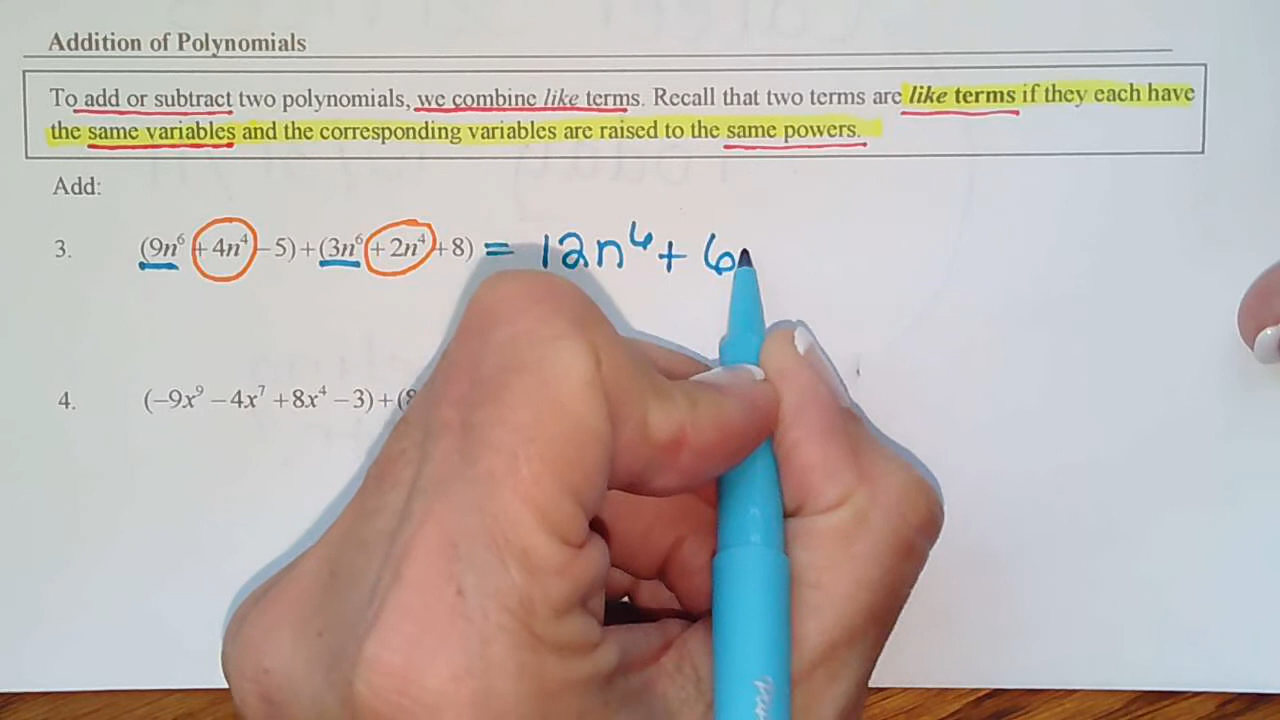 Addition of Polynomials
To add or subtract two polynomials, we combine like terms. Recall that two terms are like terms if they each have
the same variables and the corresponding variables are raised to the same powers.
Add:
3. (9n⁶ + 4n⁴ − 5) + (3n⁶ + 2n⁴ + 8) = 12n⁶ + 6
4. (−9x⁹ − 4x⁷ + 8x⁴ − 3) + (8